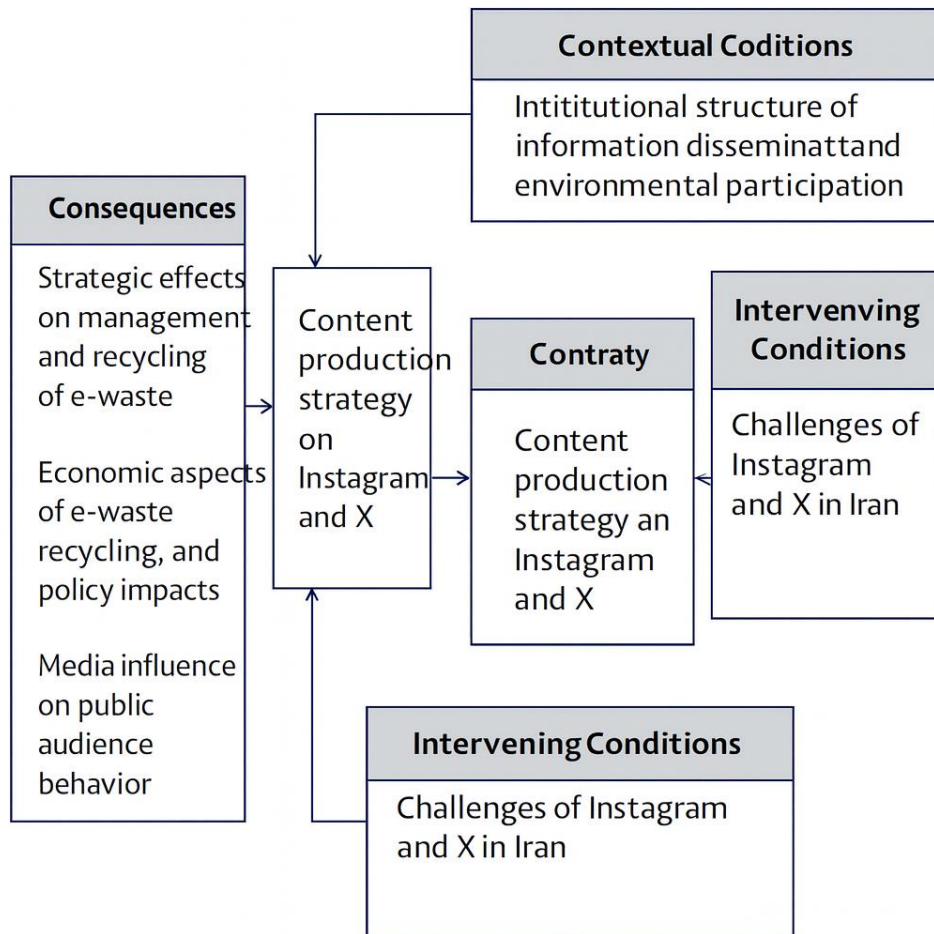 Contextual Coditions
Intititutional structure of
information disseminattand
environmental participation
Consequences
Strategic effects
on management
and recycling
of e-waste
Economic aspects
of e-waste
recycling, and
policy impacts
Media influence
on public
audience
behavior
Content
production
strategy
on
Instagram
and X
Contraty
Content
production
strategy an
Instagram
and X
Intervenving
Conditions
Challenges of
Instagram
and X in Iran
Intervening Conditions
Challenges of Instagram
and X in Iran